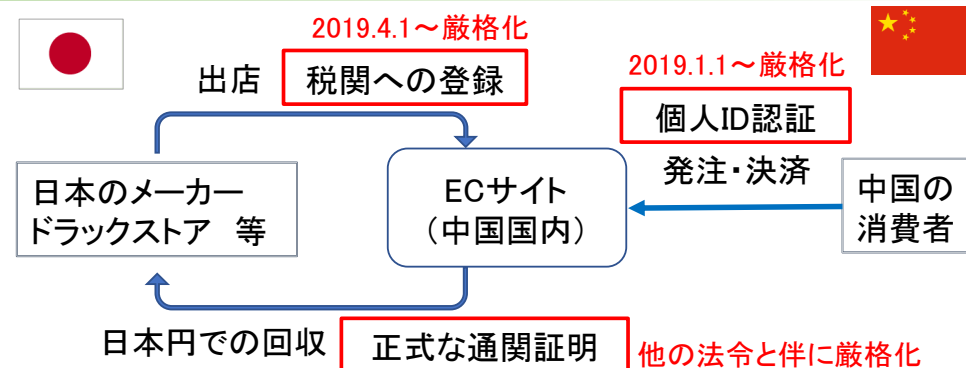 2019.4.1～厳格化
出店
税関への登録
2019.1.1～厳格化
個人ID認証
発注・決済
日本のメーカー
ドラックストア 等
ECサイト
（中国国内）
中国の
消費者
日本円での回収
正式な通関証明
他の法令と伴に厳格化